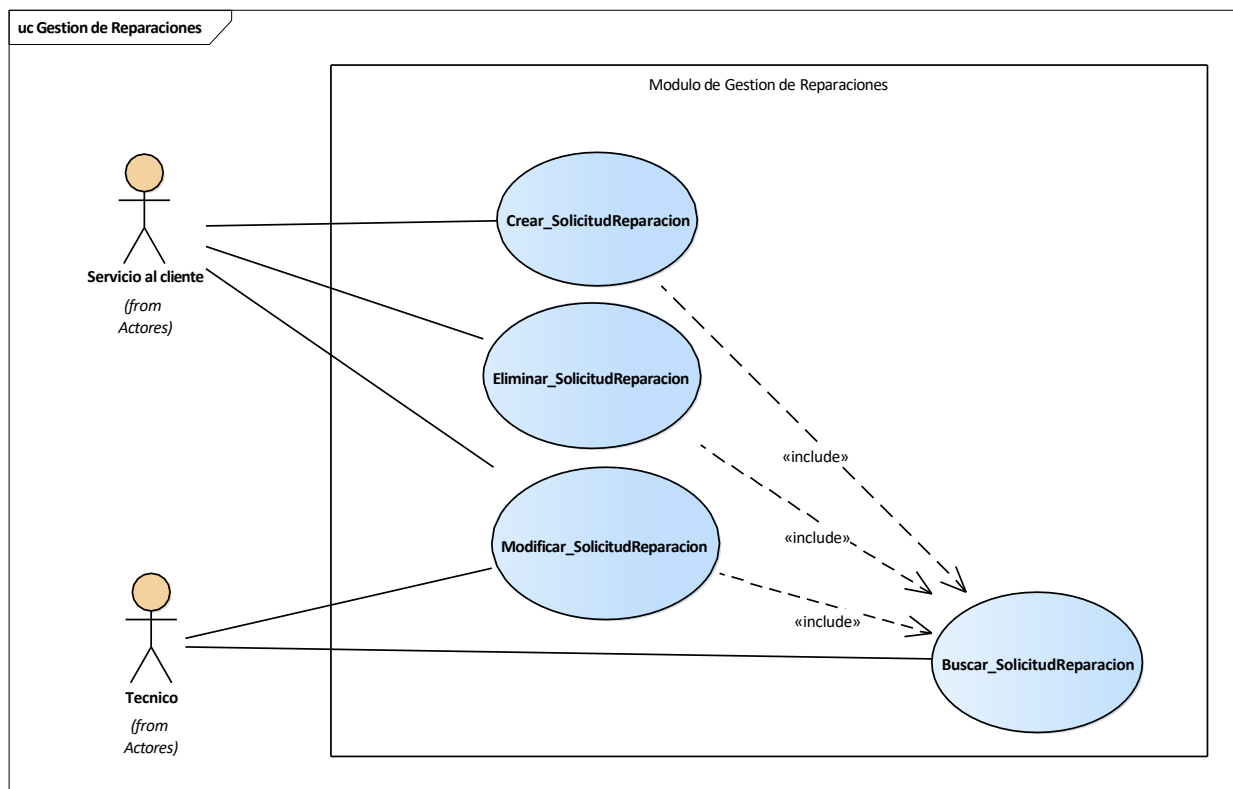 uc Gestion de Reparaciones
Modulo de Gestion de Reparaciones
Servicio al cliente
(from
Actores)
Crear_SolicitudReparacion
Eliminar_SolicitudReparacion
Modificar_SolicitudReparacion
«include»
«include»
«include»
Buscar_SolicitudReparacion
Tecnico
(from
Actores)